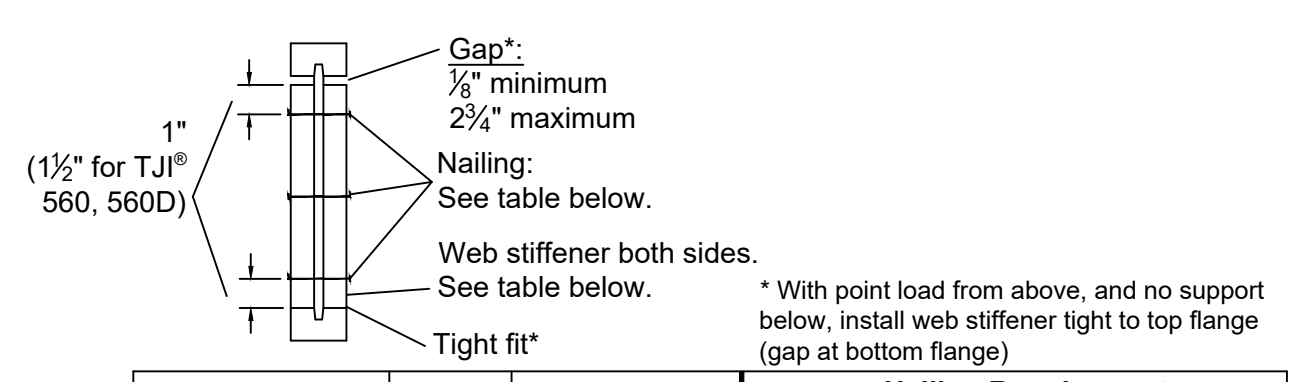 Gap*:
⅛" minimum
2¾" maximum
1"
(1½" for TJI®
560, 560D)
Nailing:
See table below.
Web stiffener both sides.
See table below.
Tight fit*
* With point load from above, and no support
below, install web stiffener tight to top flange
(gap at bottom flange)